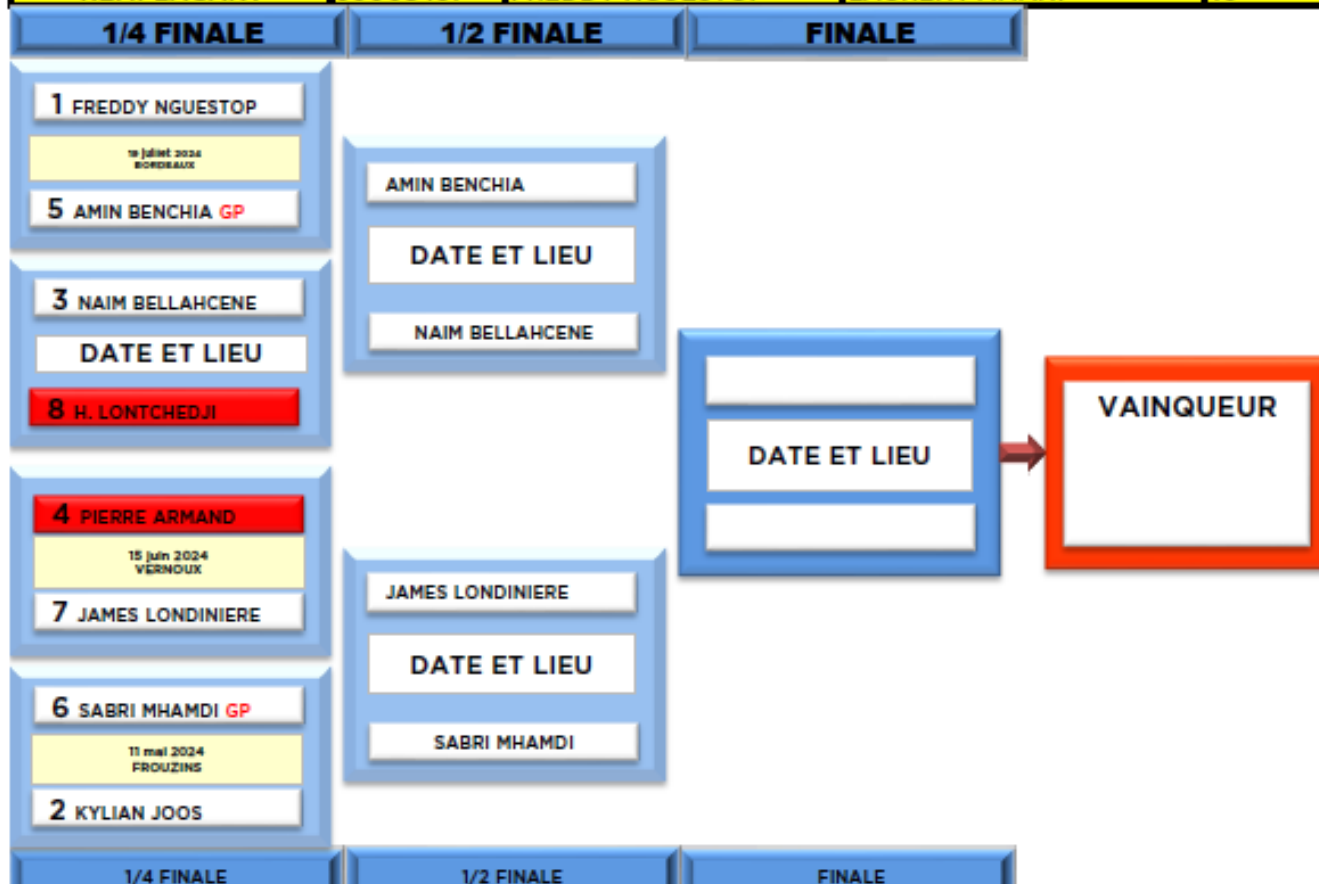 1/4 FINALE
1/2 FINALE
FINALE
1 FREDDY NGUESTOP
19 juillet 2024
BORDEAUX
5 AMIN BENCHIA GP
3 NAIM BELLAHCENE
DATE ET LIEU
8 H. LONTCHEDJI
4 PIERRE ARMAND
15 juin 2024
VERNOUX
7 JAMES LONDINIERE
6 SABRI MHAMDI GP
11 mai 2024
FROUZINS
2 KYLIAN JOOS
AMIN BENCHIA
DATE ET LIEU
NAIM BELLAHCENE
JAMES LONDINIERE
DATE ET LIEU
SABRI MHAMDI
DATE ET LIEU
VAINQUEUR
1/4 FINALE
1/2 FINALE
FINALE